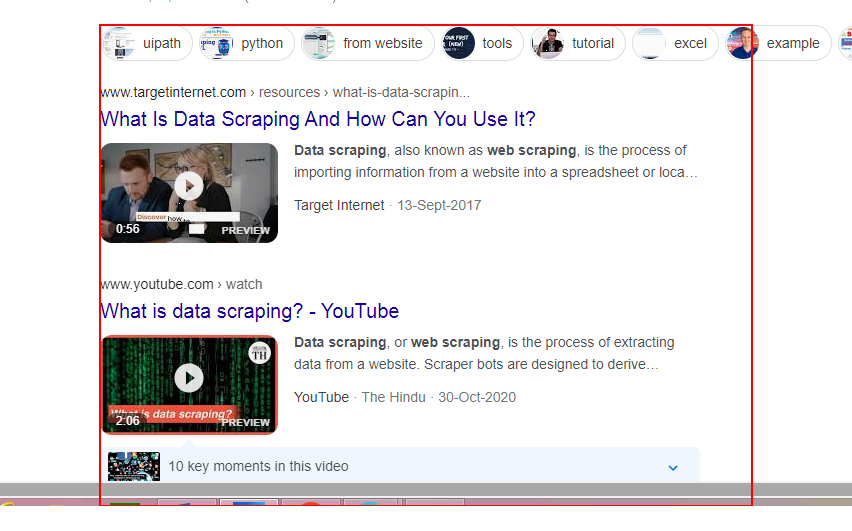 uipath python from website tools tutorial excel example
www.targetinternet.com › resources › what-is-data-scrapin...
What Is Data Scraping And How Can You Use It?
Data scraping, also known as web scraping, is the process of
importing information from a website into a spreadsheet or loca...
Target Internet · 13-Sept-2017
Discover how to
0:56 PREVIEW
www.youtube.com › watch
What is data scraping? - YouTube
Data scraping, or web scraping, is the process of extracting
data from a website. Scraper bots are designed to derive...
YouTube · The Hindu · 30-Oct-2020
TH
What is data scraping?
2:06 PREVIEW
10 key moments in this video